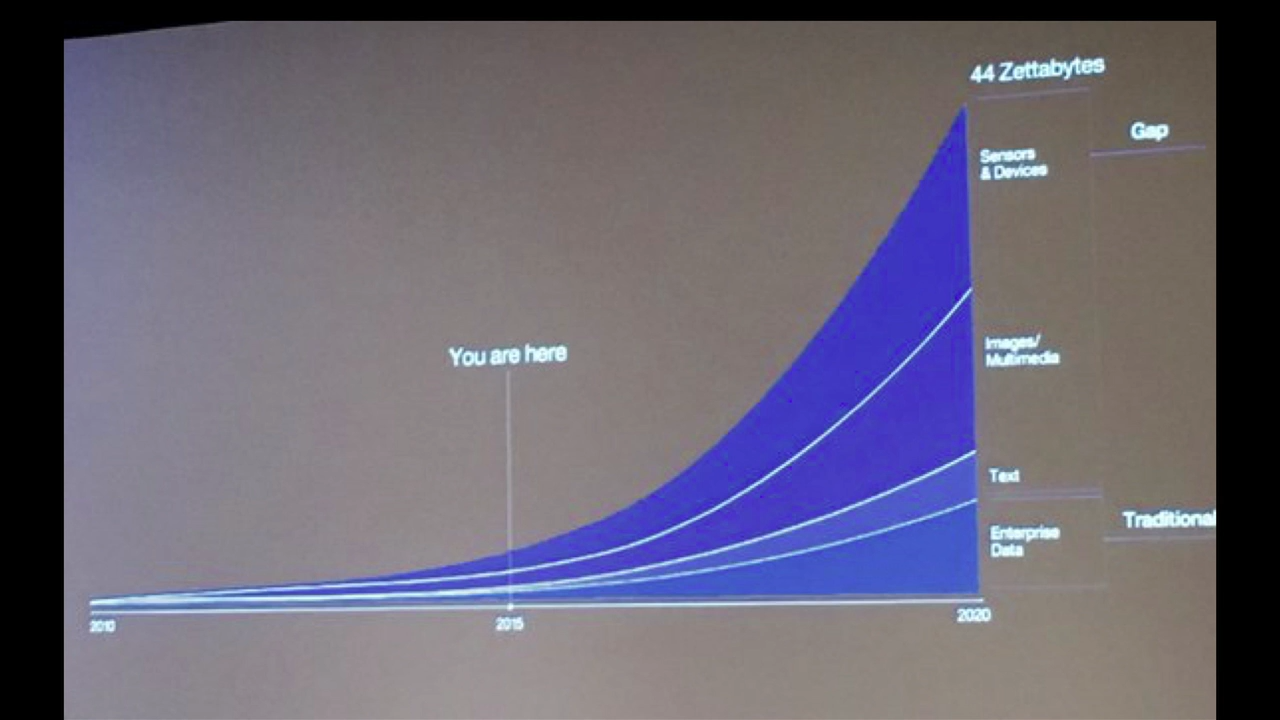 44 Zettabytes
Gap
Sensors
& Devices
You are here
Images/
Multimedia
Text
Traditional
Enterprise
Data
2010
2015
2020